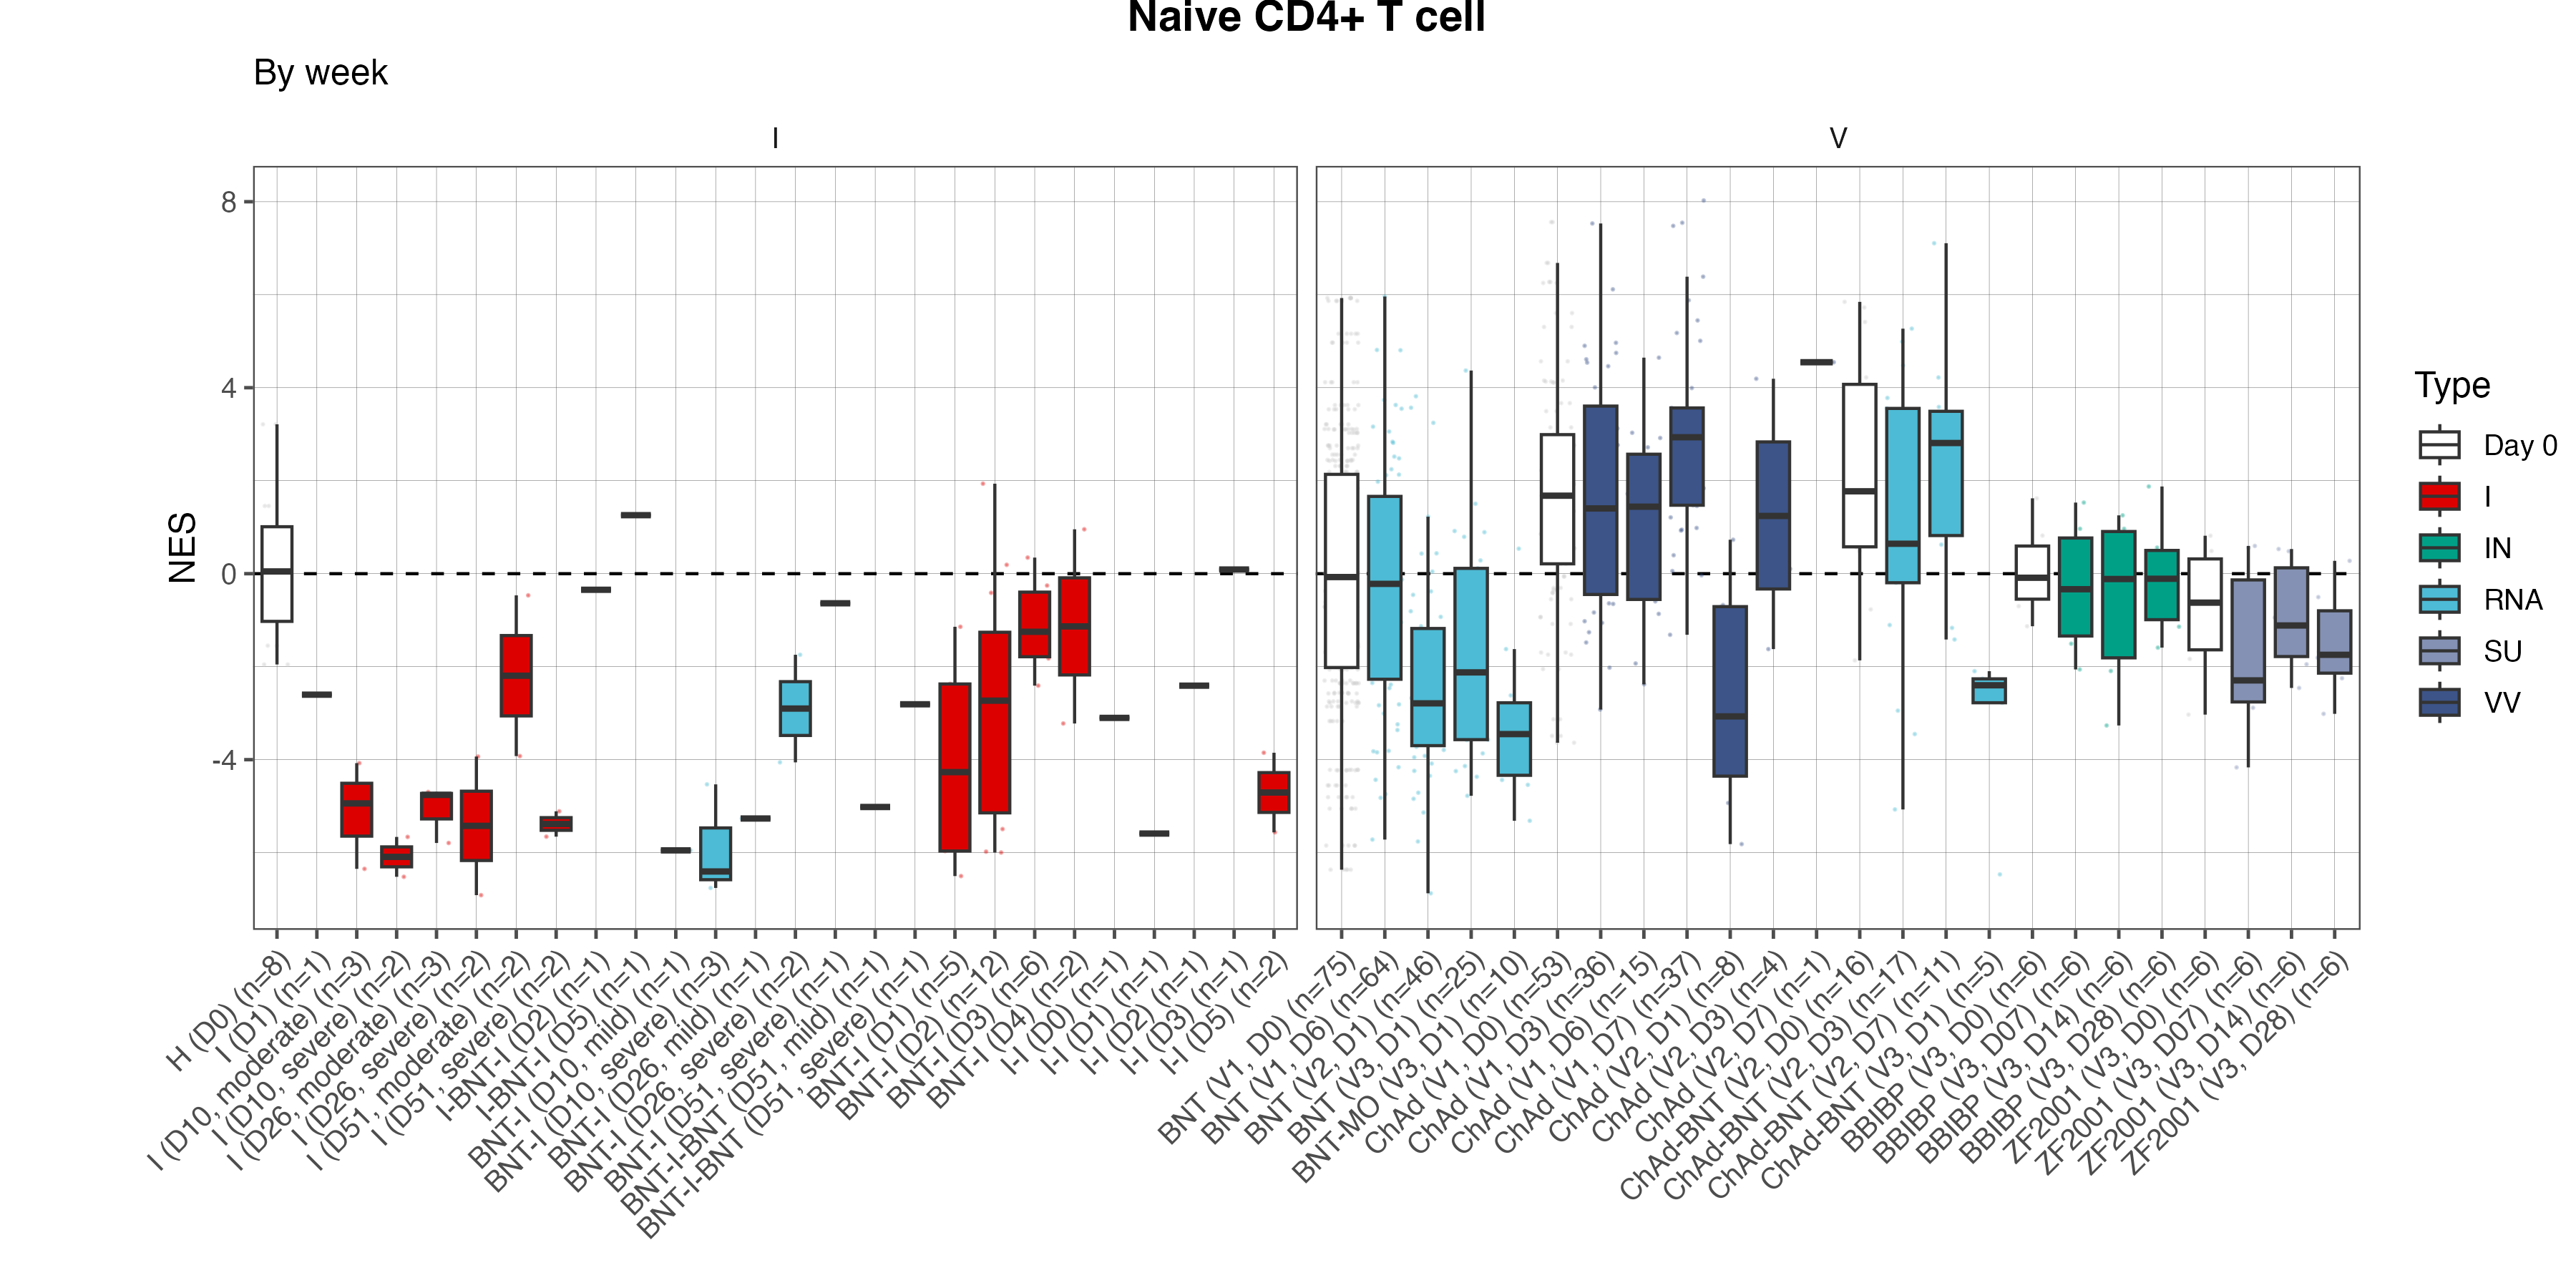 Naive CD4+ T cell
By week
I
V
NES
8
4
0
-4
H (D0) (n=8)
I (D1) (n=1)
I (D10, moderate) (n=3)
I (D10, severe) (n=2)
I (D26, moderate) (n=3)
I (D26, severe) (n=2)
I (D51, moderate) (n=2)
I (D51, severe) (n=2)
I-BNT-I (D2) (n=1)
I-BNT-I (D5) (n=1)
BNT-I (D10, mild) (n=1)
BNT-I (D10, severe) (n=3)
BNT-I (D26, mild) (n=1)
BNT-I (D26, severe) (n=2)
BNT-I (D51, severe) (n=1)
BNT-I-BNT (D51, mild) (n=1)
BNT-I-BNT (D51, severe) (n=1)
BNT-I (D1) (n=5)
BNT-I (D2) (n=12)
BNT-I (D3) (n=6)
BNT-I (D4) (n=2)
I-I (D0) (n=1)
I-I (D1) (n=1)
I-I (D2) (n=1)
I-I (D3) (n=1)
I-I (D5) (n=2)
BNT (V1, D0) (n=75)
BNT (V1, D6) (n=64)
BNT (V2, D1) (n=46)
BNT (V3, D1) (n=25)
BNT-MO (V3, D1) (n=10)
ChAd (V1, D0) (n=53)
ChAd (V1, D3) (n=36)
ChAd (V1, D6) (n=15)
ChAd (V1, D7) (n=37)
ChAd (V2, D1) (n=8)
ChAd (V2, D3) (n=4)
ChAd (V2, D7) (n=1)
ChAd-BNT (V2, D0) (n=16)
ChAd-BNT (V2, D3) (n=17)
ChAd-BNT (V2, D7) (n=11)
ChAd-BNT (V3, D1) (n=5)
BBIBP (V3, D0) (n=6)
BBIBP (V3, D07) (n=6)
BBIBP (V3, D14) (n=6)
BBIBP (V3, D28) (n=6)
ZF2001 (V3, D0) (n=6)
ZF2001 (V3, D07) (n=6)
ZF2001 (V3, D14) (n=6)
ZF2001 (V3, D28) (n=6)
Type
Day 0
I
IN
RNA
SU
VV